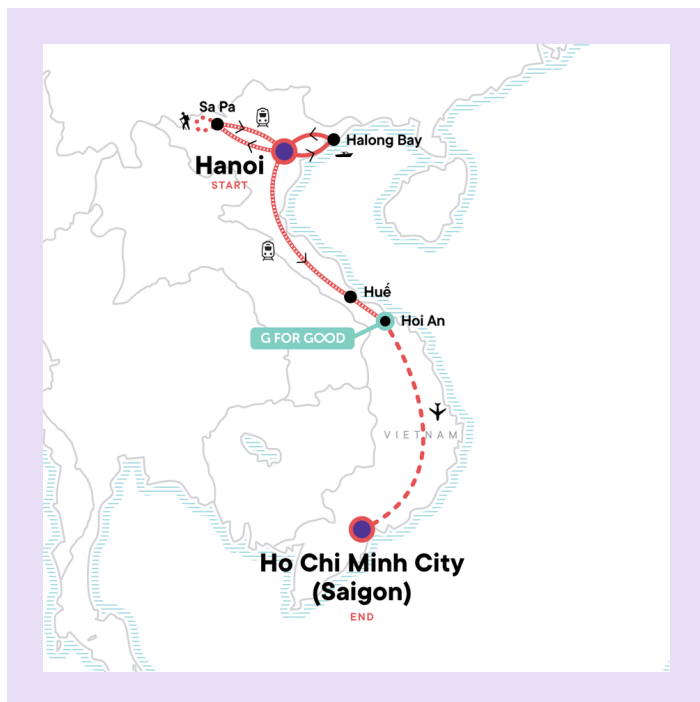 Sa Pa
Halong Bay
Hanoi
START
Huế
Hoi An
G FOR GOOD
VIETNAM
Ho Chi Minh City
(Saigon)
END